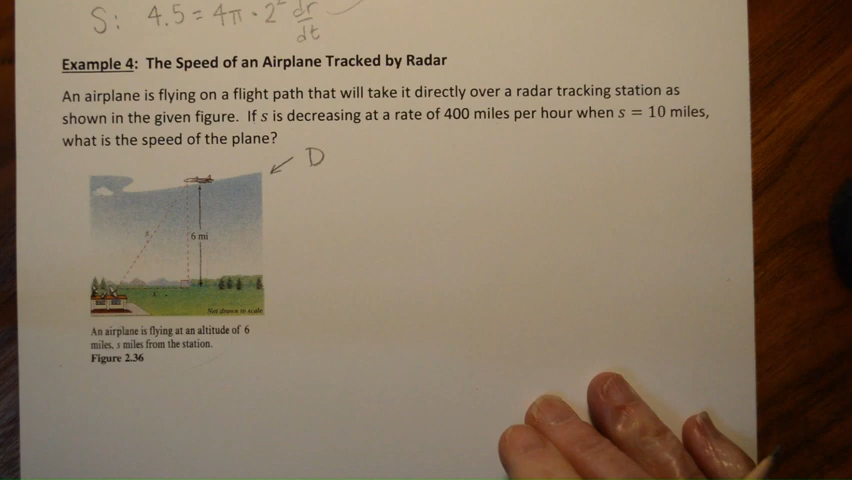 S: 4.5 = 4π · 2² dr/dt
Example 4: The Speed of an Airplane Tracked by Radar
An airplane is flying on a flight path that will take it directly over a radar tracking station as
shown in the given figure. If s is decreasing at a rate of 400 miles per hour when s = 10 miles,
what is the speed of the plane?
D
s
6 mi
x
Not drawn to scale
An airplane is flying at an altitude of 6
miles, s miles from the station.
Figure 2.36